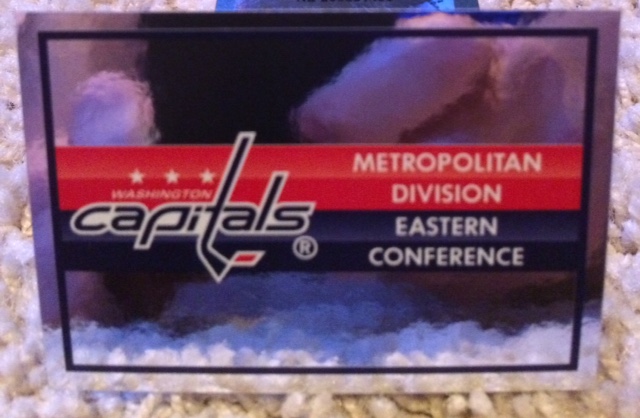 WASHINGTON
capitals®
METROPOLITAN
DIVISION
EASTERN
CONFERENCE